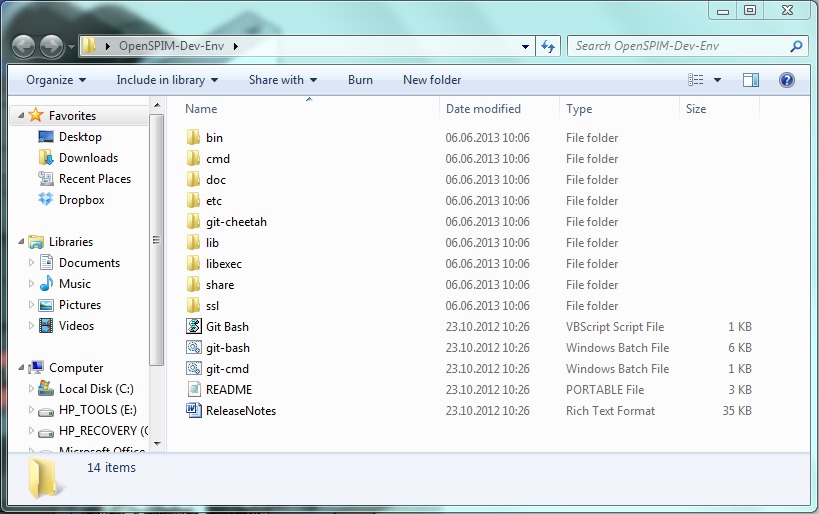 OpenSPIM-Dev-Env
Search OpenSPIM-Dev-Env
Organize Include in library Share with Burn New folder
Favorites
Desktop
Downloads
Recent Places
Dropbox
Libraries
Documents
Music
Pictures
Videos
Computer
Local Disk (C:)
HP_TOOLS (E:)
HP_RECOVERY (
Microsoft Office
Name Date modified Type Size
bin 06.06.2013 10:06 File folder
cmd 06.06.2013 10:06 File folder
doc 06.06.2013 10:06 File folder
etc 06.06.2013 10:06 File folder
git-cheetah 06.06.2013 10:06 File folder
lib 06.06.2013 10:06 File folder
libexec 06.06.2013 10:06 File folder
share 06.06.2013 10:06 File folder
ssl 06.06.2013 10:06 File folder
Git Bash 23.10.2012 10:26 VBScript Script File 1 KB
git-bash 23.10.2012 10:26 Windows Batch File 6 KB
git-cmd 23.10.2012 10:26 Windows Batch File 1 KB
README 23.10.2012 10:26 PORTABLE File 3 KB
ReleaseNotes 23.10.2012 10:26 Rich Text Format 35 KB
14 items